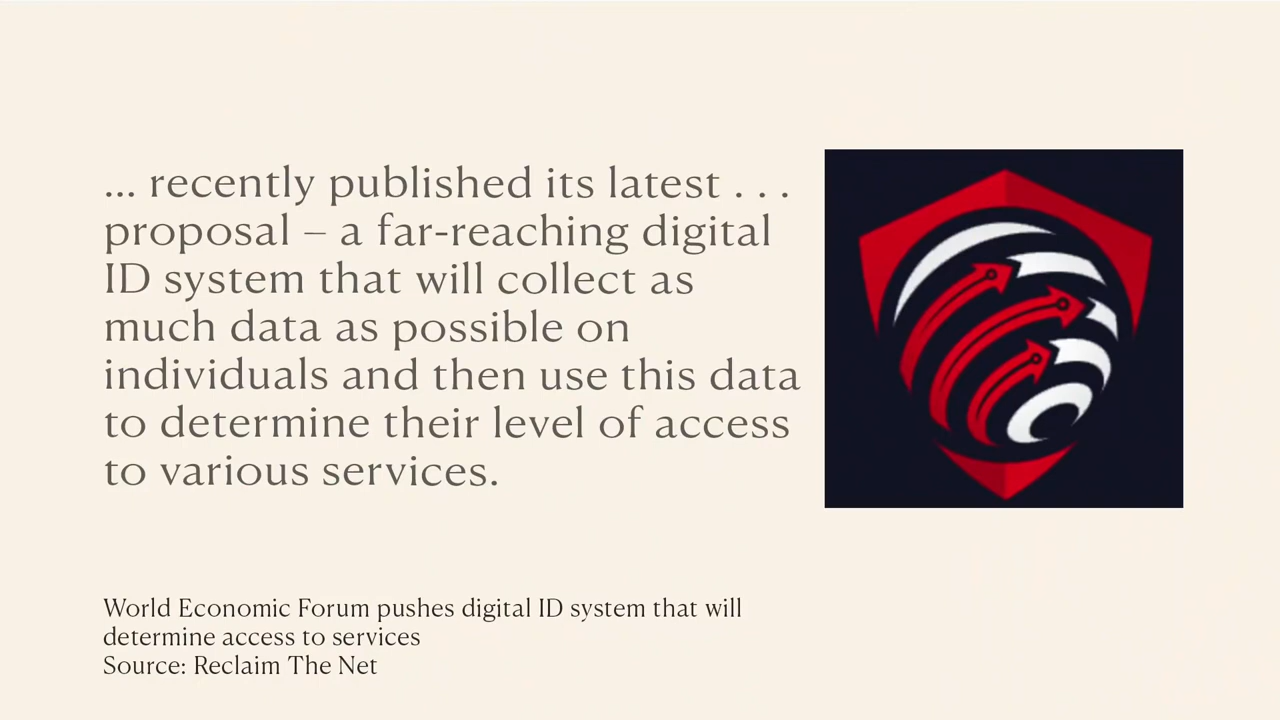 ... recently published its latest . . .
proposal – a far-reaching digital
ID system that will collect as
much data as possible on
individuals and then use this data
to determine their level of access
to various services.
World Economic Forum pushes digital ID system that will
determine access to services
Source: Reclaim The Net